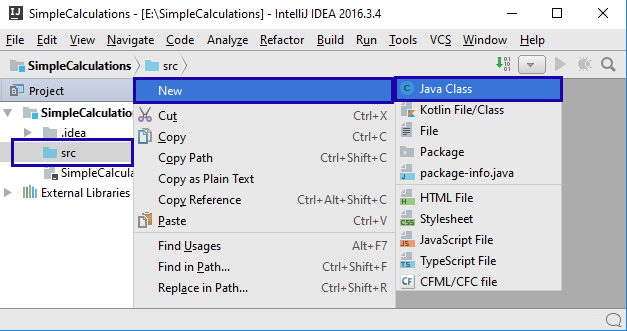 SimpleCalculations - [E:\SimpleCalculations] - IntelliJ IDEA 2016.3.4
File Edit View Navigate Code Analyze Refactor Build Run Tools VCS Window Help
SimpleCalculations src
Project
SimpleCalculation
.idea
src
SimpleCalcula
External Libraries
New
Cut Ctrl+X
Copy Ctrl+C
Copy Path Ctrl+Shift+C
Copy as Plain Text
Copy Reference Ctrl+Alt+Shift+C
Paste Ctrl+V
Find Usages Alt+F7
Find in Path... Ctrl+Shift+F
Replace in Path... Ctrl+Shift+R
Java Class
Kotlin File/Class
File
Package
package-info.java
HTML File
Stylesheet
JavaScript File
TypeScript File
CFML/CFC file